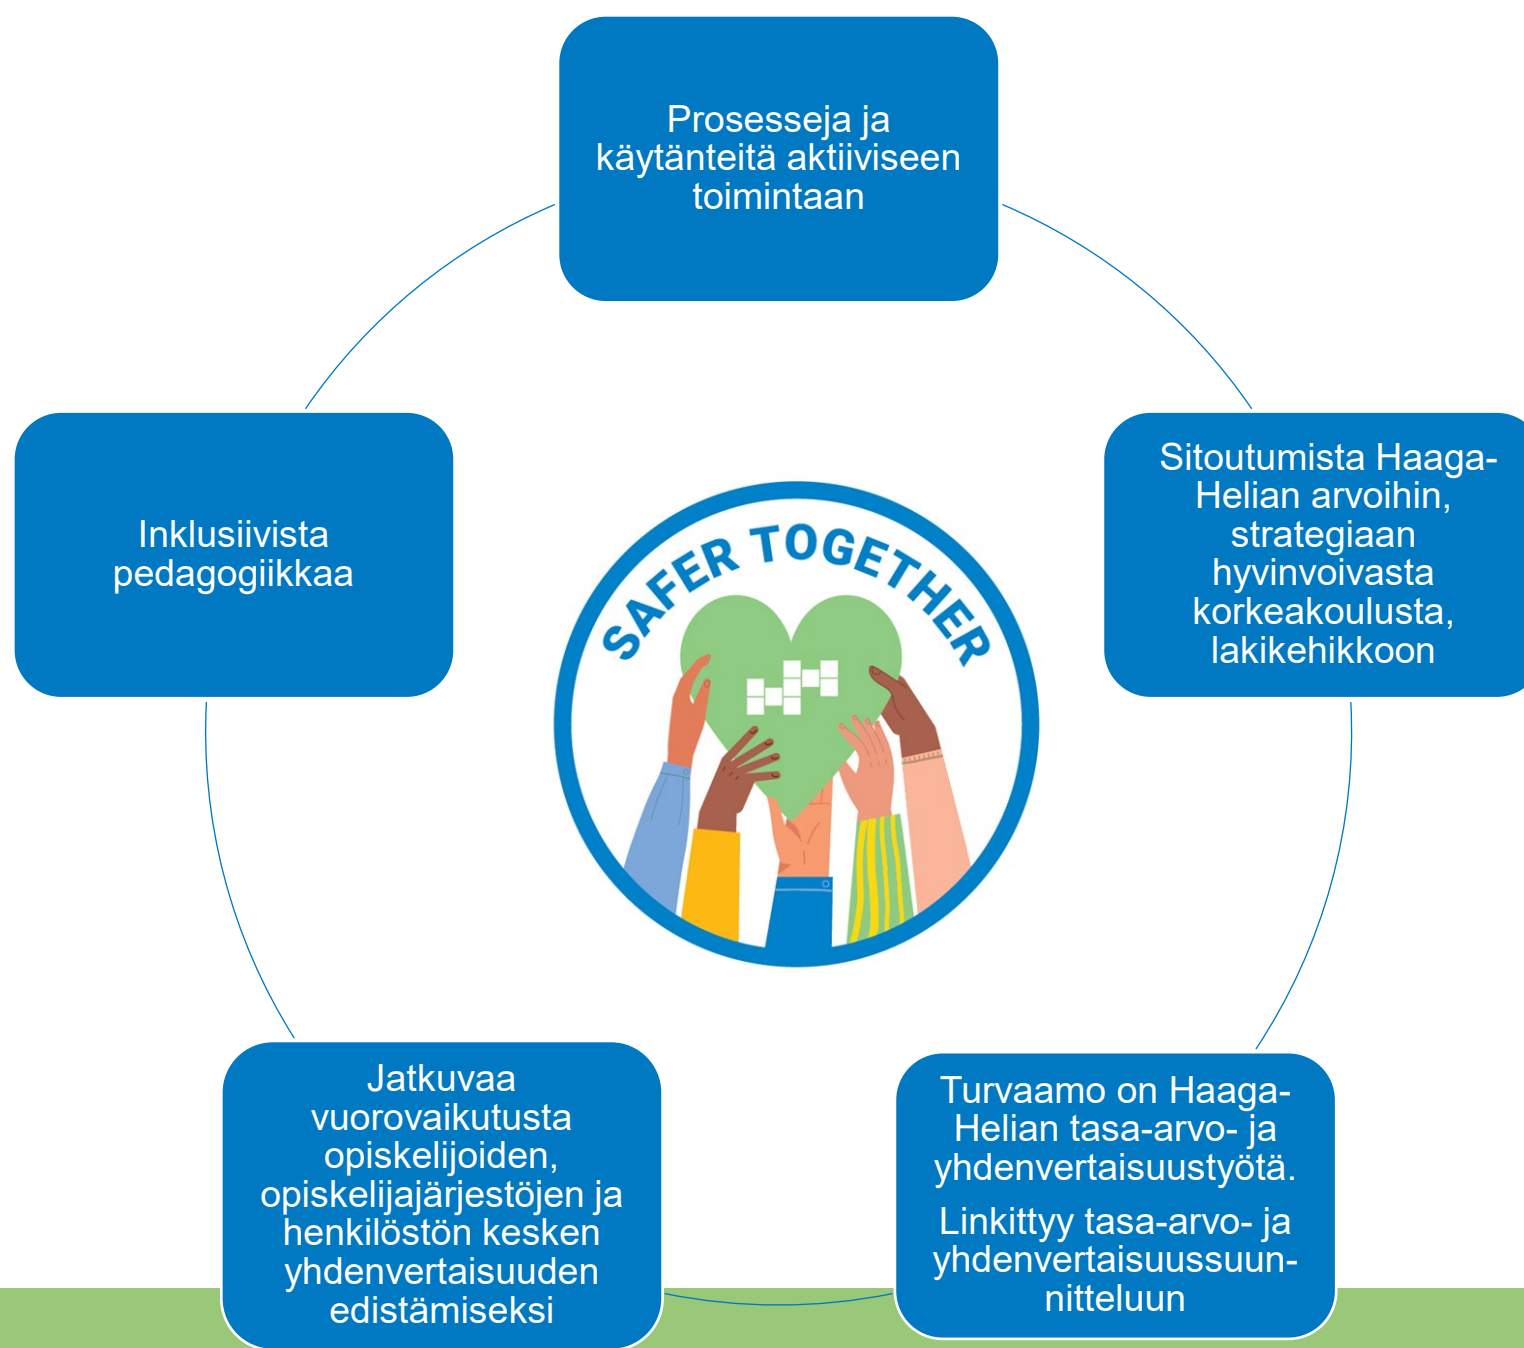 Prosesseja ja
käytänteitä aktiiviseen
toimintaan
Sitoutumista Haaga-
Helian arvoihin,
strategiaan
hyvinvoivasta
korkeakoulusta,
lakikehikkoon
Inklusiivista
pedagogiikkaa
SAFER TOGETHER
Turvaamo on Haaga-
Helian tasa-arvo- ja
yhdenvertaisuustyötä.
Linkittyy tasa-arvo- ja
yhdenvertaisuussuun-
nitteluun
Jatkuvaa
vuorovaikutusta
opiskelijoiden,
opiskelijajärjestöjen ja
henkilöstön kesken
yhdenvertaisuuden
edistämiseksi